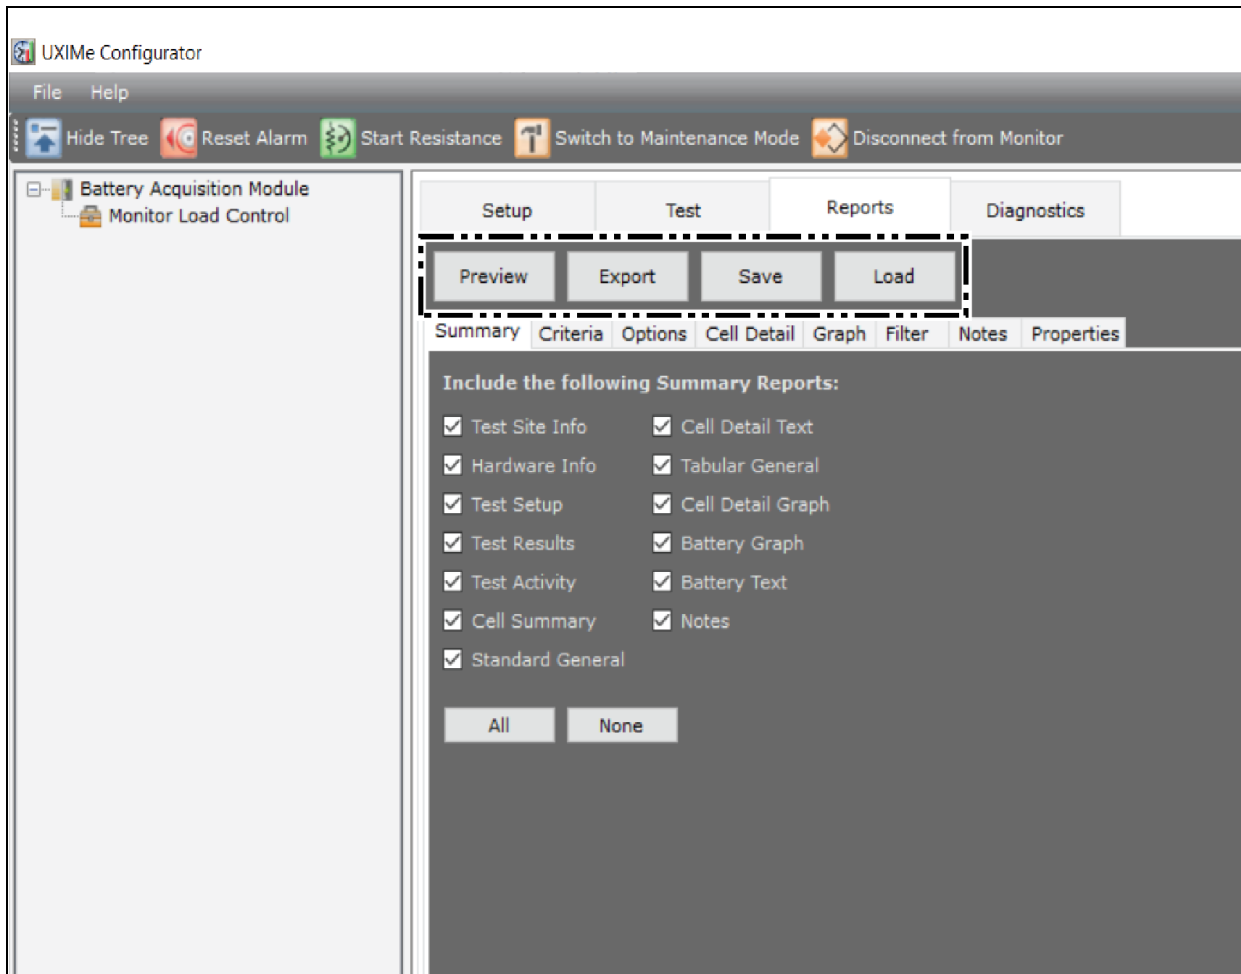 UXIMe Configurator
File Help
Hide Tree Reset Alarm Start Resistance Switch to Maintenance Mode Disconnect from Monitor
Battery Acquisition Module
Monitor Load Control
Setup Test Reports Diagnostics
Preview Export Save Load
Summary Criteria Options Cell Detail Graph Filter Notes Properties
Include the following Summary Reports:
Test Site Info Cell Detail Text
Hardware Info Tabular General
Test Setup Cell Detail Graph
Test Results Battery Graph
Test Activity Battery Text
Cell Summary Notes
Standard General
All None